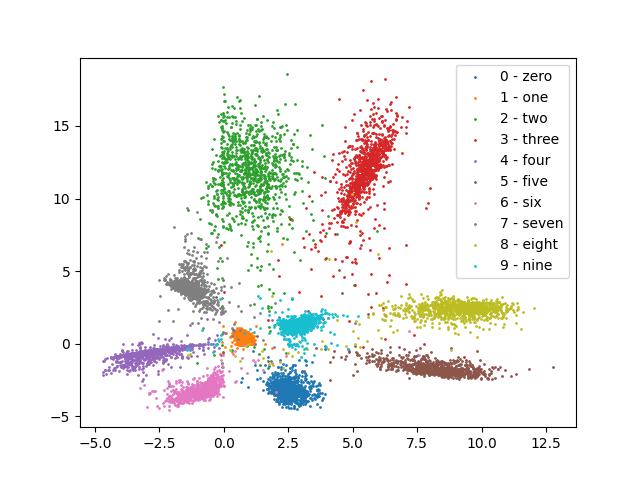 0 - zero
1 - one
2 - two
3 - three
4 - four
5 - five
6 - six
7 - seven
8 - eight
9 - nine
15
10
5
0
−5
−5.0 −2.5 0.0 2.5 5.0 7.5 10.0 12.5